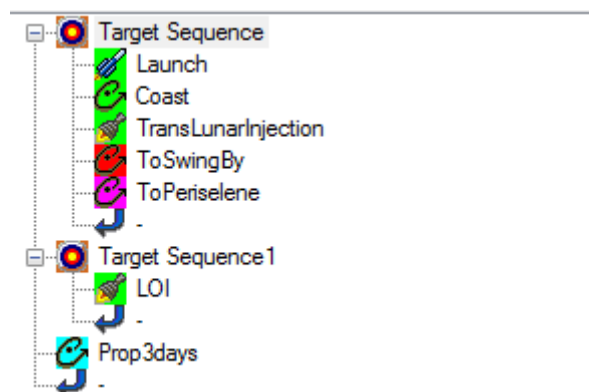 Target Sequence
Launch
Coast
TransLunarInjection
ToSwingBy
ToPeriselene
-
Target Sequence1
LOI
-
Prop3days
-